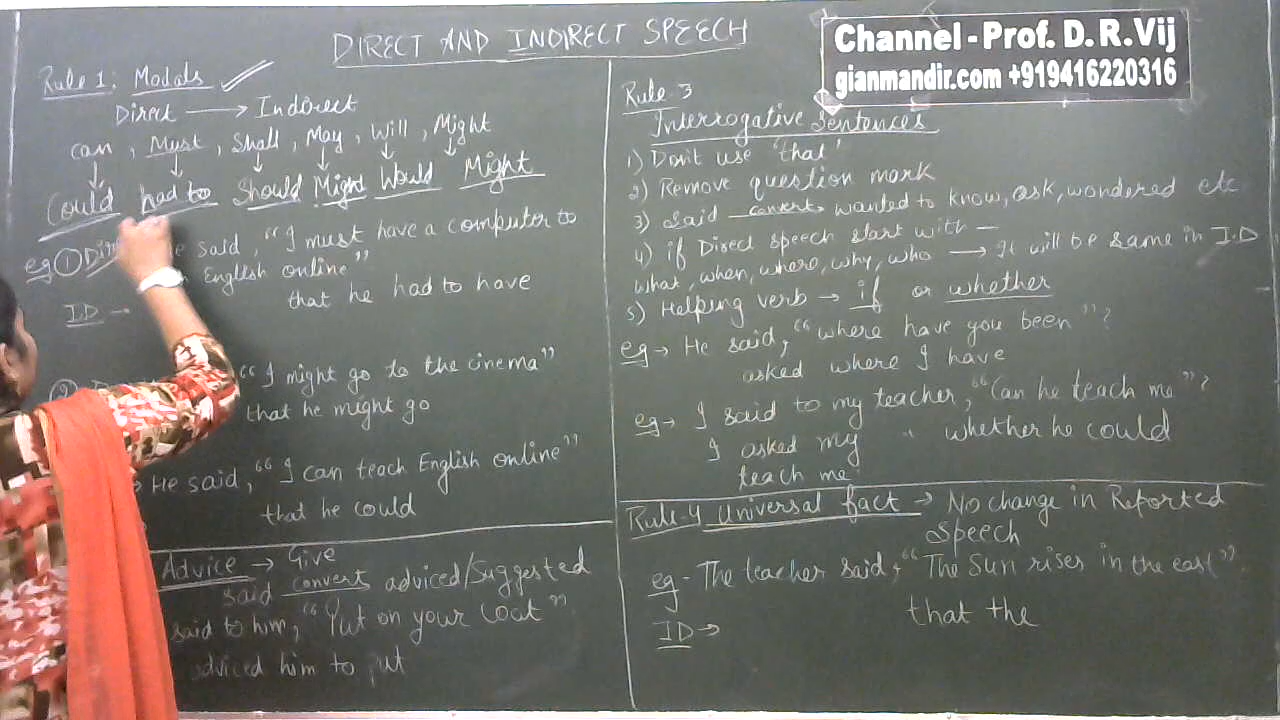 DIRECT AND INDIRECT SPEECH
Channel - Prof. D. R. Vij
gianmandir.com +919416220316
Rule 1: Modals
Direct → Indirect
can, Must, Shall, May, Will, Might
Could had to Should Might Would Might
eg ① said, "I must have a computer to
English online"
ID → that he had to have
② "I might go to the cinema"
that he might go
He said, "I can teach English online"
that he could
Advice → Give
said convert adviced/Suggested
said to him, "Put on your Coat"
adviced him to put
Rule 3
Interrogative Sentences
1) Don't use 'that'
2) Remove question mark
3) Said convert wanted to know, ask, wondered etc
4) if Direct speech start with —
what, when, where, why, who → It will be same in I.D
5) Helping verb → if or whether
eg → He said, "where have you been"?
asked where I have
eg → I said to my teacher, "Can he teach me"?
I asked my " whether he could
teach me.
Rule-4 Universal fact → No change in Reported
Speech
eg - The teacher said, "The Sun rises in the east".
ID → that the